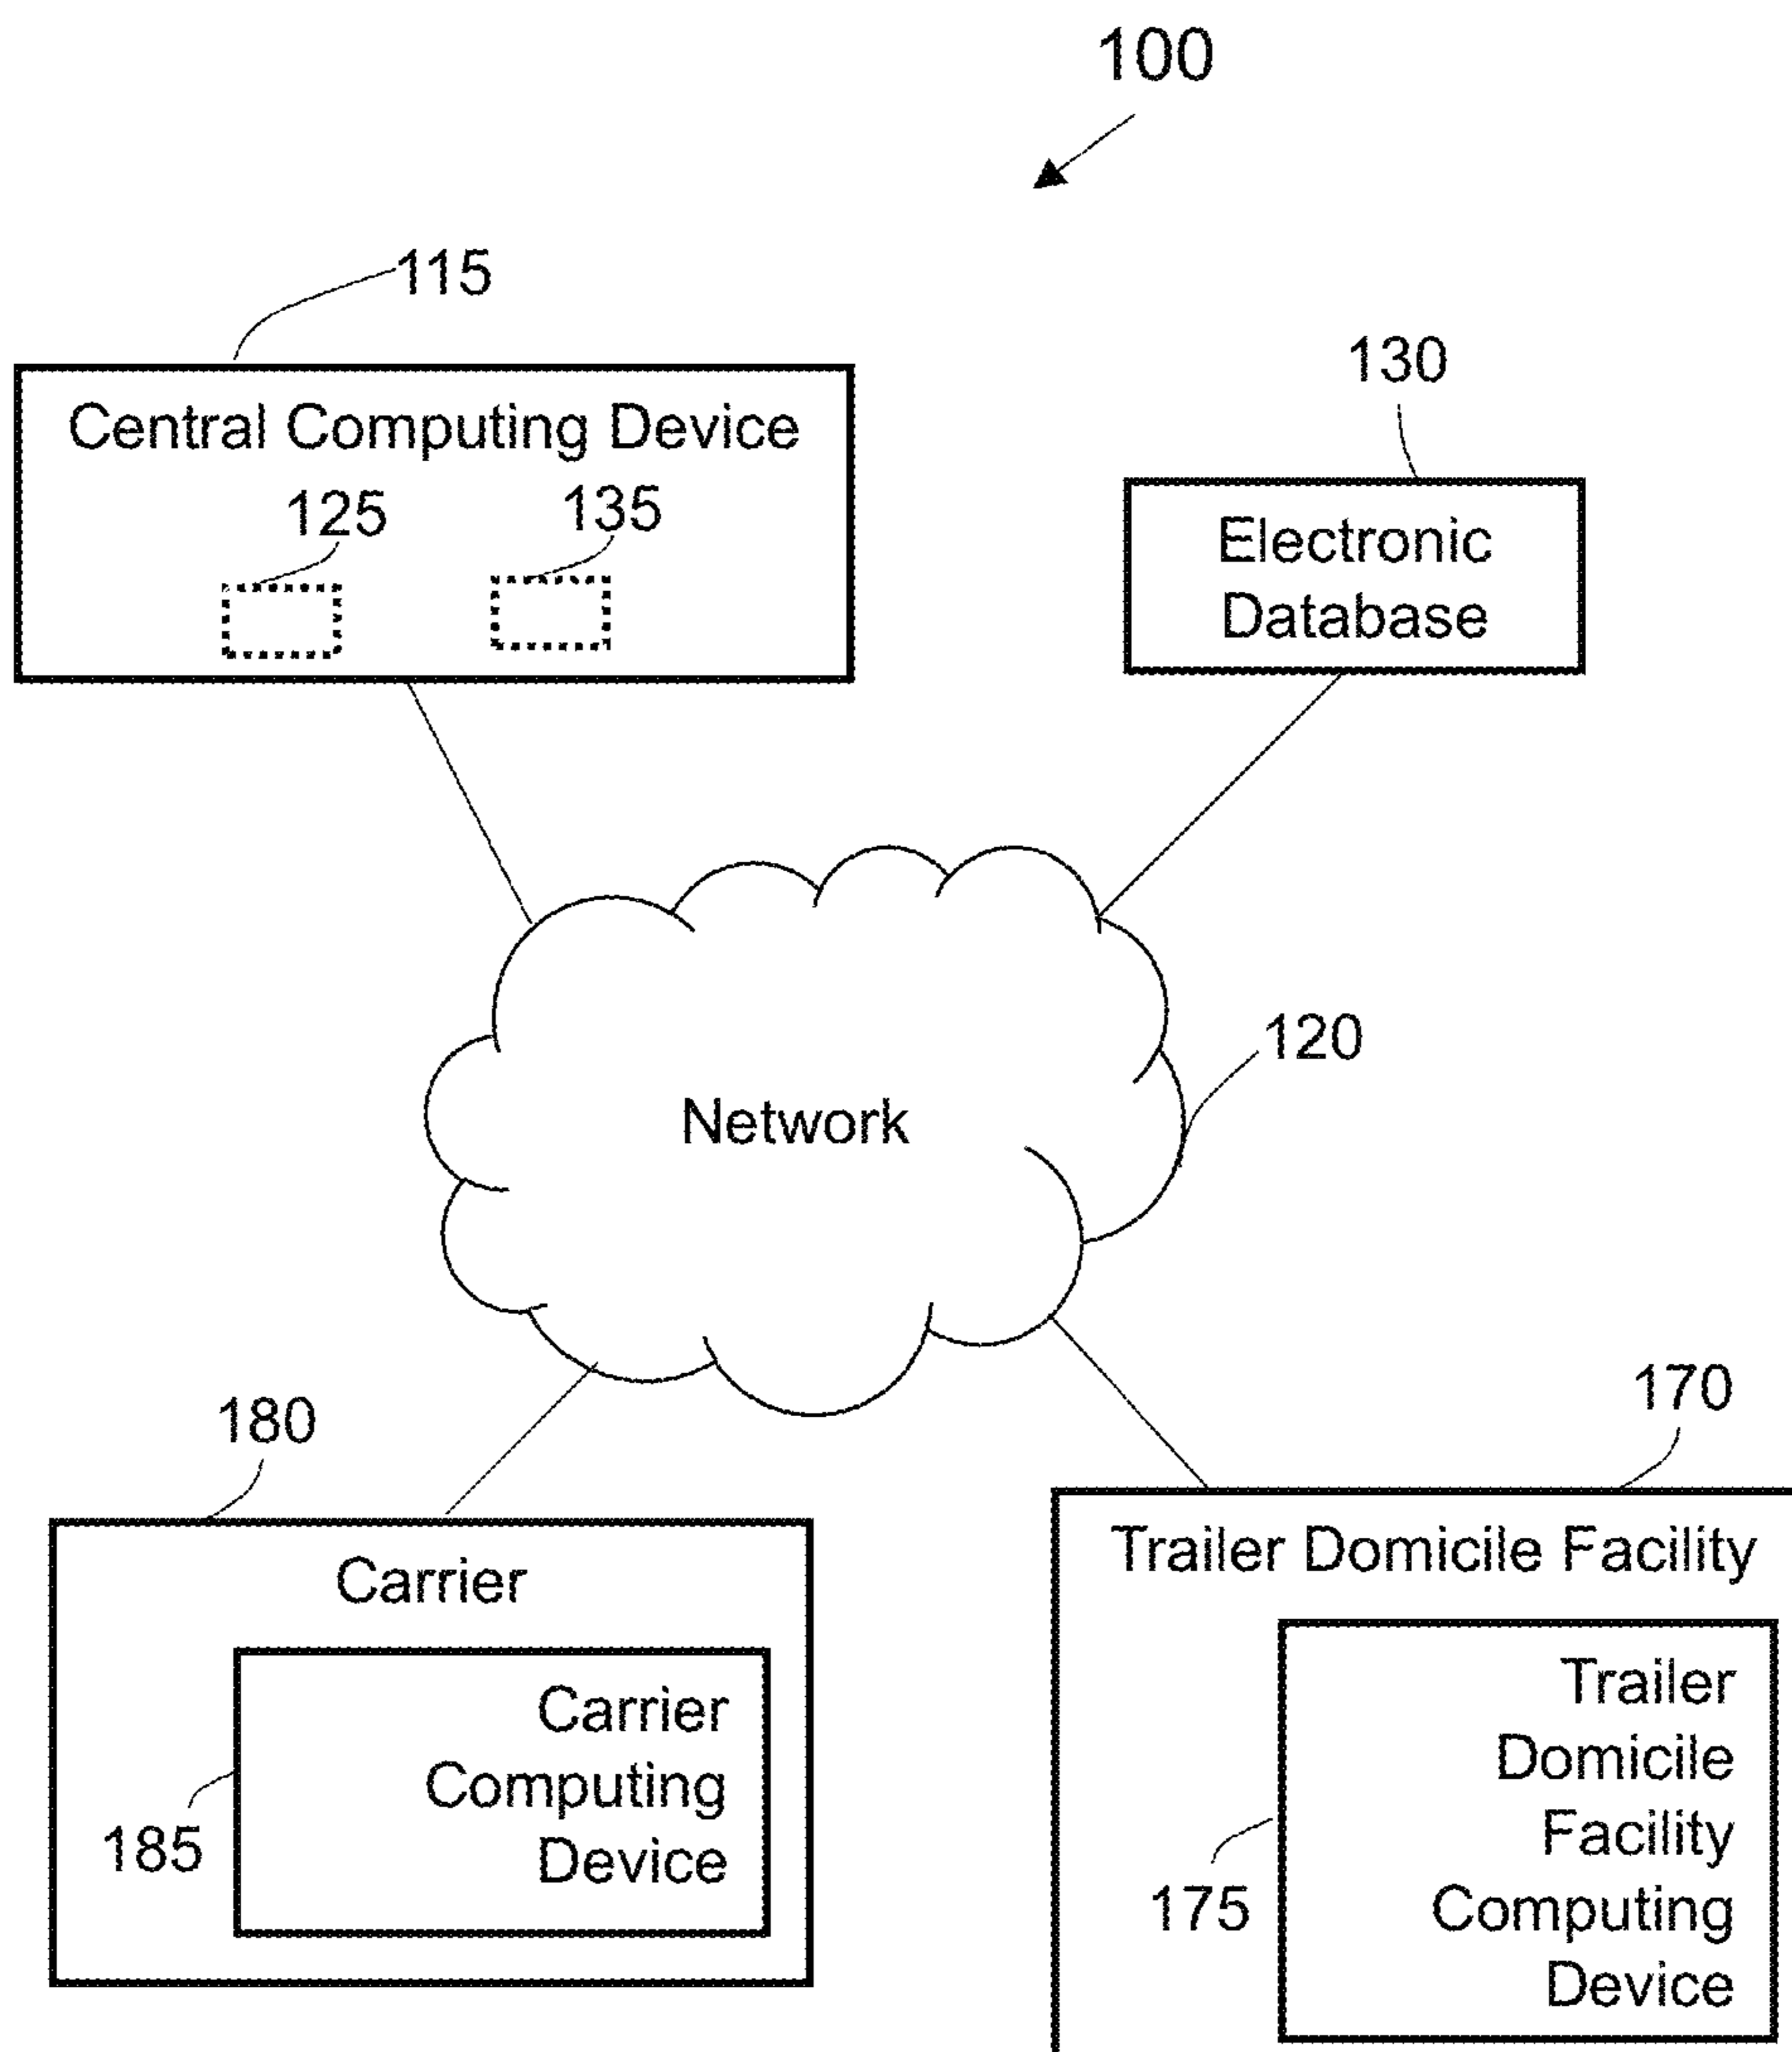 100
115
130
Central Computing Device
125
135
Electronic
Database
120
Network
180
170
Carrier
Trailer Domicile Facility
Carrier
Computing
Device
185
Trailer
Domicile
Facility
Computing
Device
175